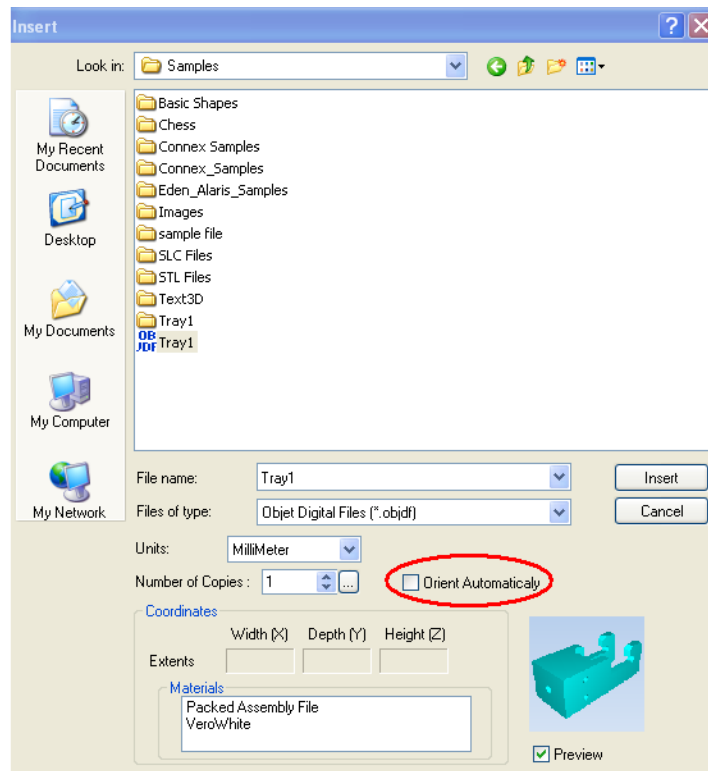 Insert
Look in:
Samples
My Recent
Documents
Desktop
My Documents
My Computer
My Network
Basic Shapes
Chess
Connex Samples
Connex_Samples
Eden_Alaris_Samples
Images
sample file
SLC Files
STL Files
Text3D
Tray1
OB
JDF Tray1
File name: Tray1 Insert
Files of type: Objet Digital Files (*.objdf) Cancel
Units: MilliMeter
Number of Copies : 1 ... Orient Automaticaly
Coordinates
Width (X) Depth (Y) Height (Z)
Extents
Materials
Packed Assembly File
VeroWhite
Preview